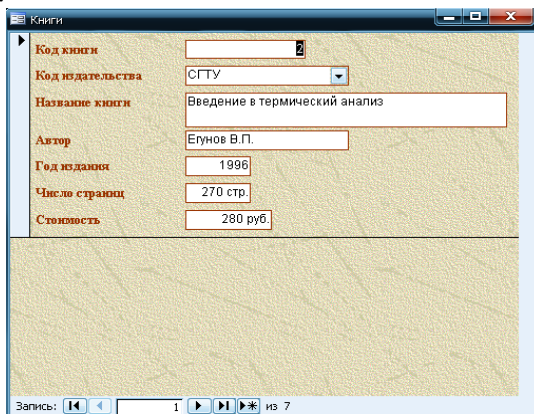 Книги
Код книги 2
Код издательства СГТУ
Название книги Введение в термический анализ
Автор Егунов В.П.
Год издания 1996
Число страниц 270 стр.
Стоимость 280 руб.
Запись: 1 из 7